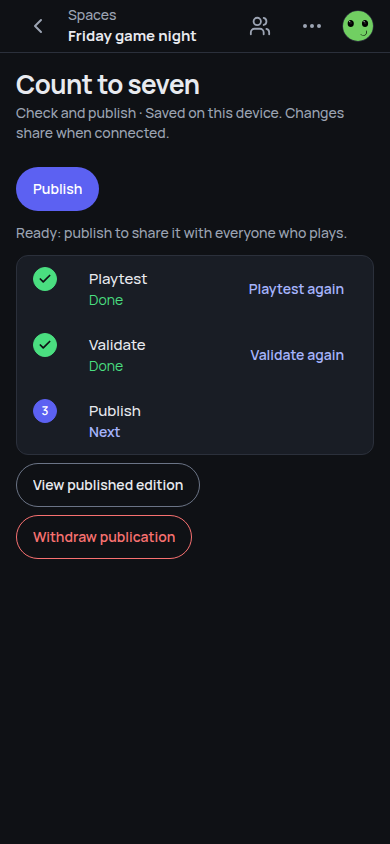 Spaces
Friday game night
Count to seven
Check and publish · Saved on this device. Changes
share when connected.
Publish
Ready: publish to share it with everyone who plays.
Playtest
Done
Playtest again
Validate
Done
Validate again
3
Publish
Next
View published edition
Withdraw publication